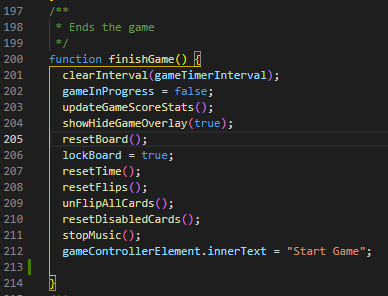 197 /**
198  * Ends the game
199  */
200 function finishGame() {
201   clearInterval(gameTimerInterval);
202   gameInProgress = false;
203   updateGameScoreStats();
204   showHideGameOverlay(true);
205   resetBoard();
206   lockBoard = true;
207   resetTime();
208   resetFlips();
209   unFlipAllCards();
210   resetDisabledCards();
211   stopMusic();
212   gameControllerElement.innerText = "Start Game";
213
214 }